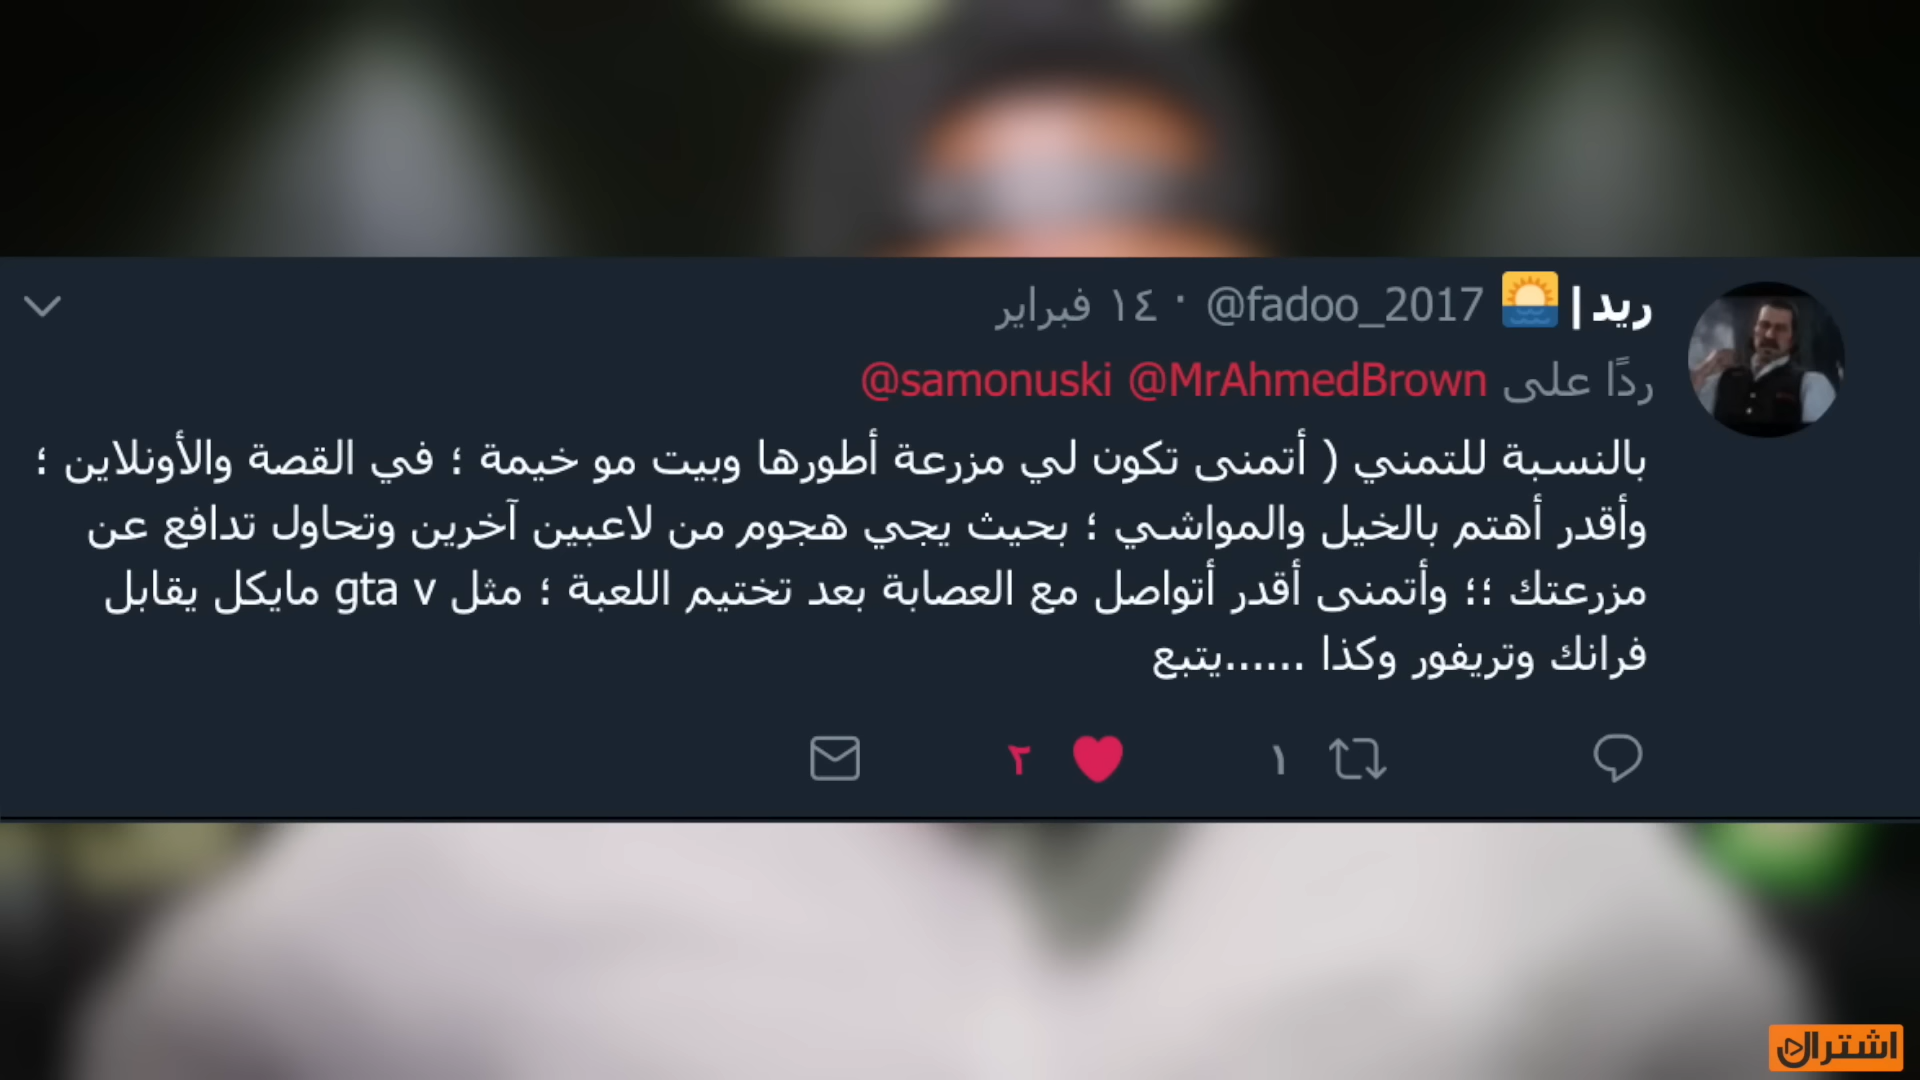 ريد | @fadoo_2017 · ١٤ فبراير
ردًا على @MrAhmedBrown @samonuski
بالنسبة للتمني ( أتمنى تكون لي مزرعة أطورها وبيت مو خيمة ؛ في القصة والأونلاين ؛
وأقدر أهتم بالخيل والمواشي ؛ بحيث يجي هجوم من لاعبين آخرين وتحاول تدافع عن
مزرعتك ؛؛ وأتمنى أقدر أتواصل مع العصابة بعد تختيم اللعبة ؛ مثل gta v مايكل يقابل
فرانك وتريفور وكذا ......يتبع
١ ٢
اشتراك